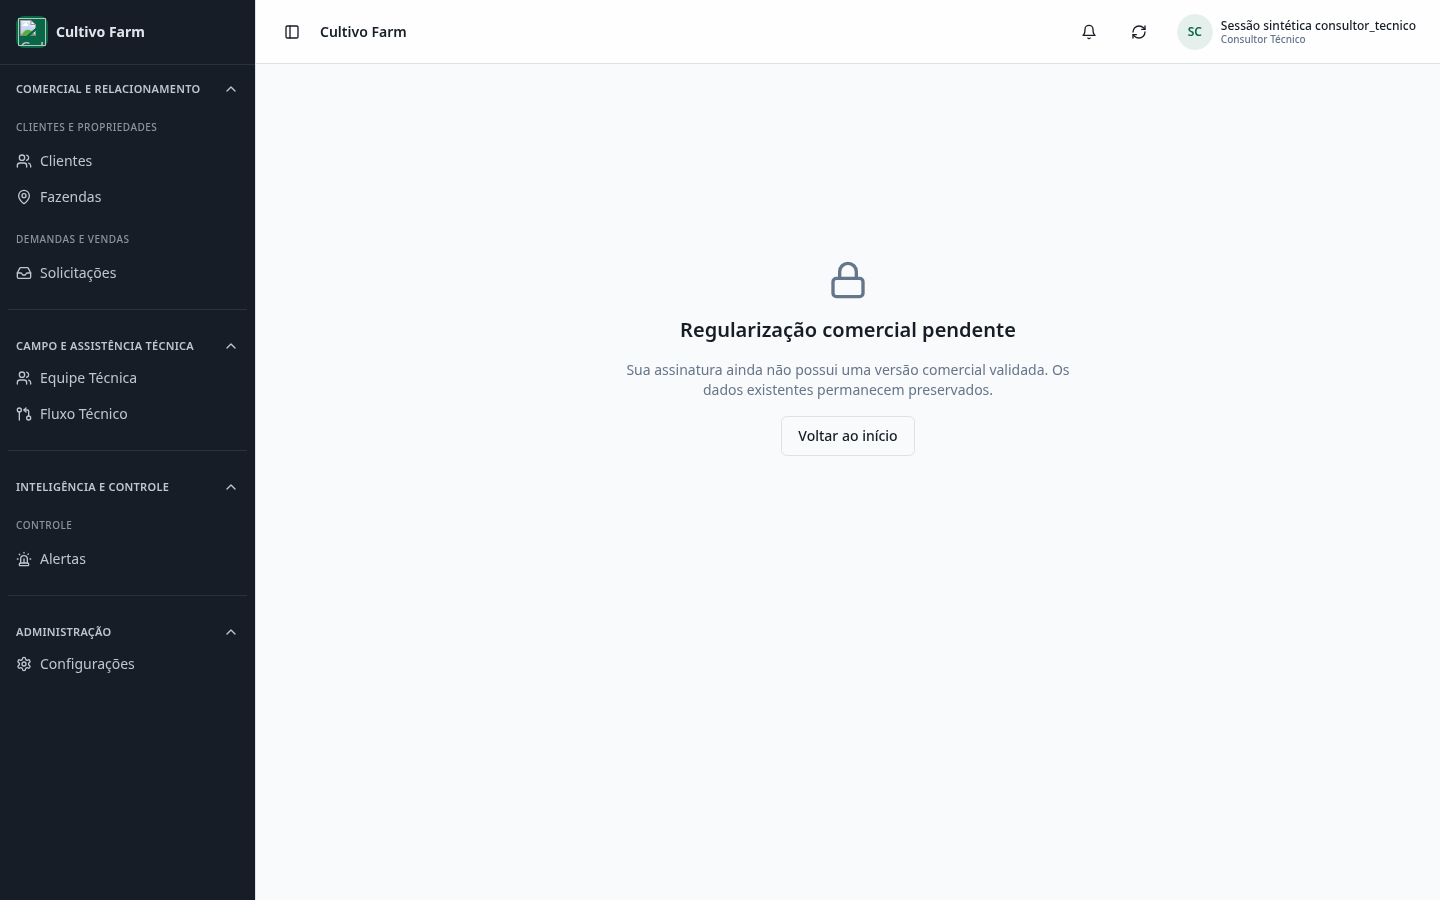 Cultivo Farm
COMERCIAL E RELACIONAMENTO
CLIENTES E PROPRIEDADES
Clientes
Fazendas
DEMANDAS E VENDAS
Solicitações
CAMPO E ASSISTÊNCIA TÉCNICA
Equipe Técnica
Fluxo Técnico
INTELIGÊNCIA E CONTROLE
CONTROLE
Alertas
ADMINISTRAÇÃO
Configurações
Cultivo Farm
SC
Sessão sintética consultor_tecnico
Consultor Técnico
Regularização comercial pendente
Sua assinatura ainda não possui uma versão comercial validada. Os
dados existentes permanecem preservados.
Voltar ao início